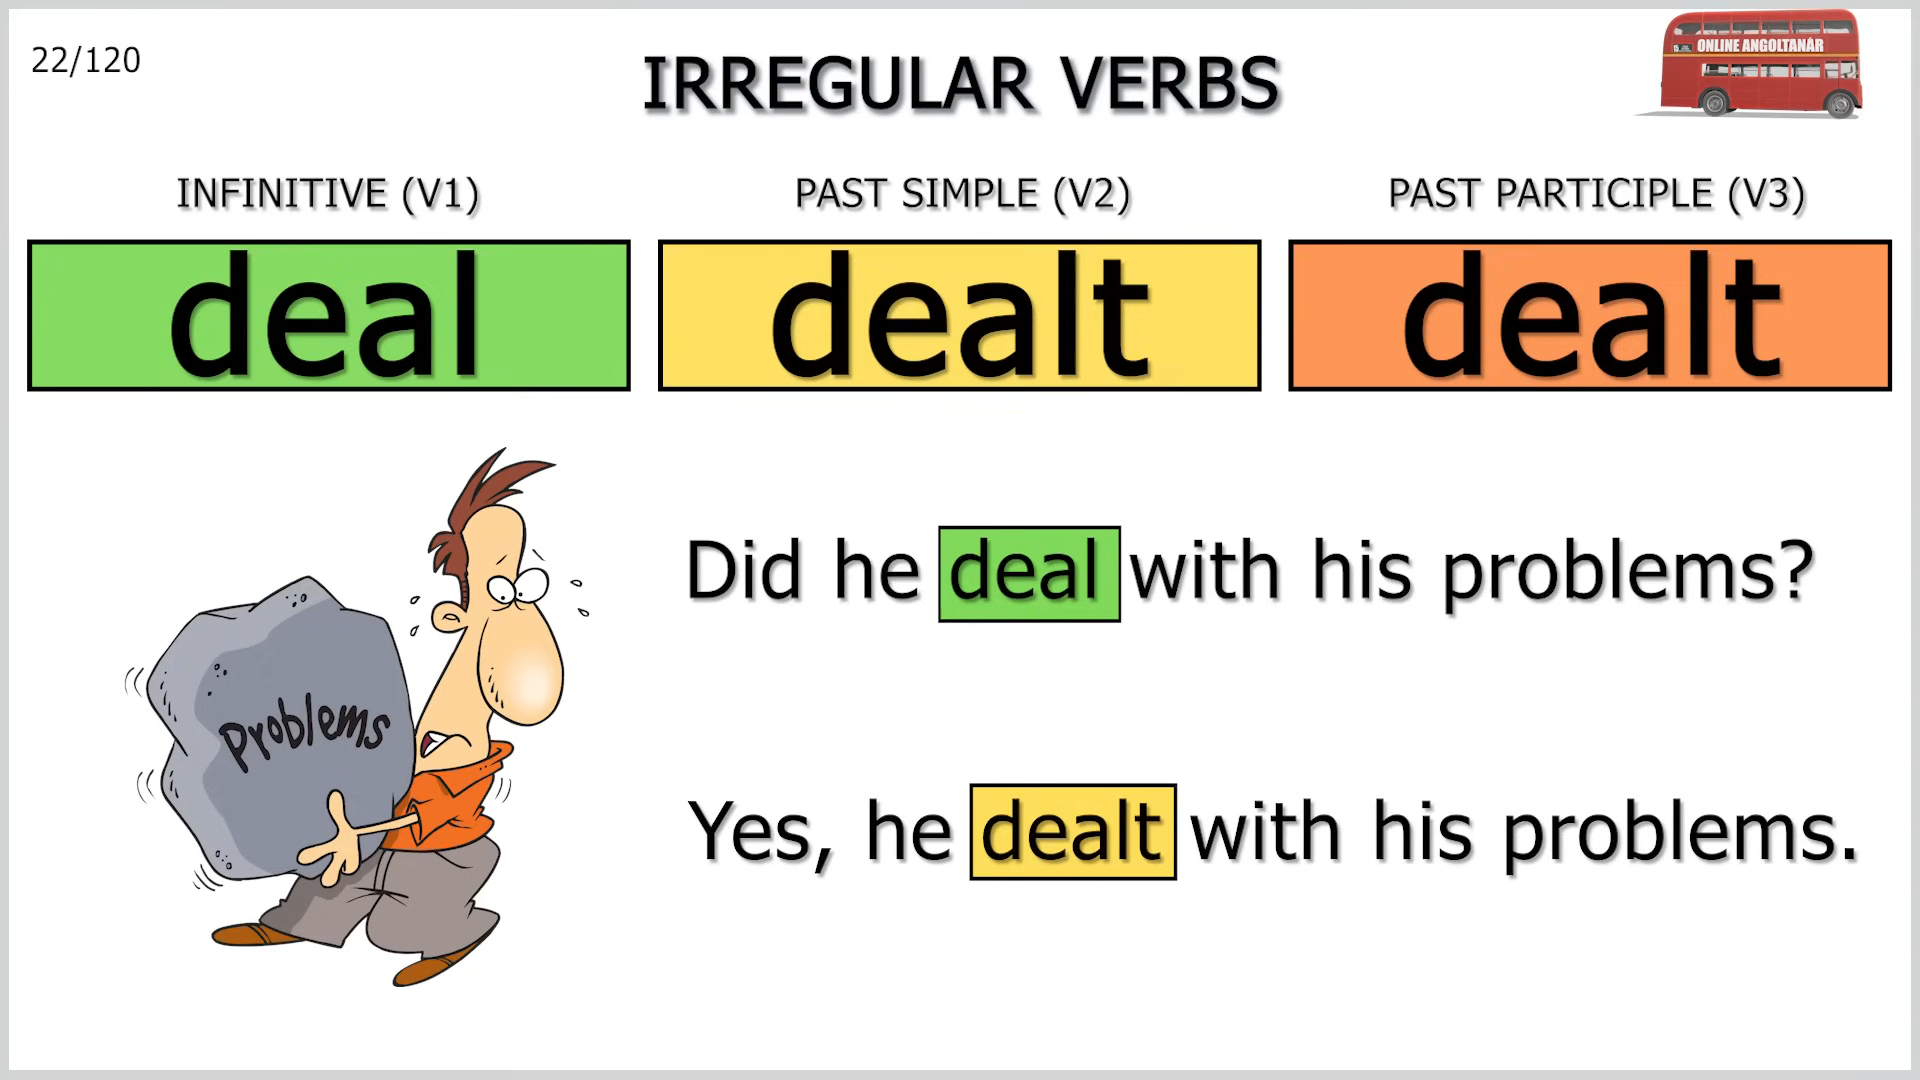 22/120
IRREGULAR VERBS
ONLINE ANGOLTANÁR
INFINITIVE (V1) PAST SIMPLE (V2) PAST PARTICIPLE (V3)
deal dealt dealt
Did he deal with his problems?
Problems
Yes, he dealt with his problems.